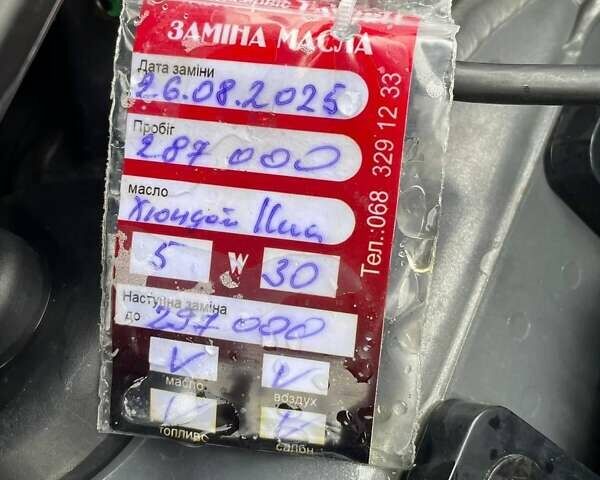 ЗАМІНА МАСЛА
Дата заміни
26.08.2025
Пробіг
287 000
масло
Хюндай Киа
5 W 30
Наступна заміна
до 297 000
масло воздух
топливо салон
Тел.:068 329 12 33